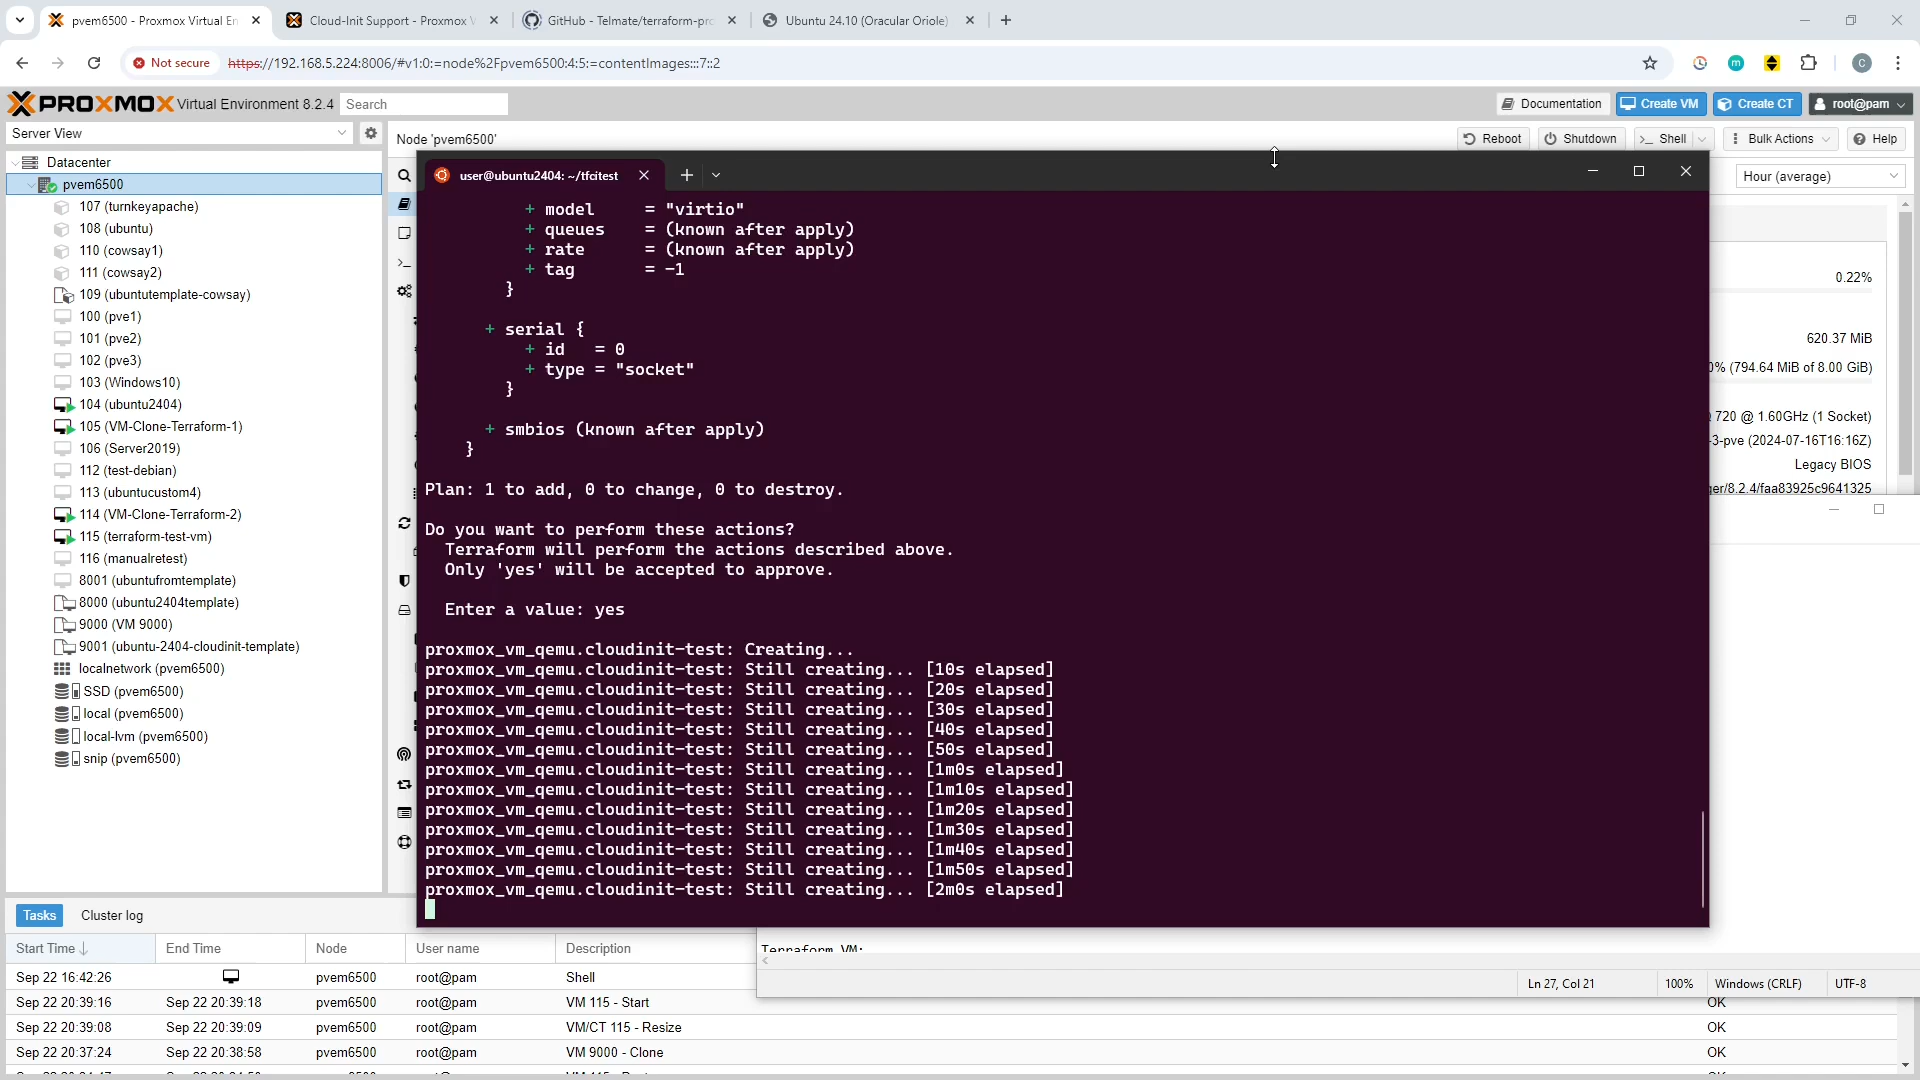 pvem6500 - Proxmox Virtual En
Cloud-Init Support - Proxmox V
GitHub - Telmate/terraform-pro
Ubuntu 24.10 (Oracular Oriole)
Not secure
https://192.168.5.224:8006/#v1:0:=node%2Fpvem6500:4:5:=contentImages:::7::2
C
PROXMOX Virtual Environment 8.2.4
Search
Documentation
Create VM
Create CT
root@pam
Server View
Node 'pvem6500'
Reboot
Shutdown
Shell
Bulk Actions
Help
Hour (average)
Datacenter
pvem6500
107 (turnkeyapache)
108 (ubuntu)
110 (cowsay1)
111 (cowsay2)
109 (ubuntutemplate-cowsay)
100 (pve1)
101 (pve2)
102 (pve3)
103 (Windows10)
104 (ubuntu2404)
105 (VM-Clone-Terraform-1)
106 (Server2019)
112 (test-debian)
113 (ubuntucustom4)
114 (VM-Clone-Terraform-2)
115 (terraform-test-vm)
116 (manualretest)
8001 (ubuntufromtemplate)
8000 (ubuntu2404template)
9000 (VM 9000)
9001 (ubuntu-2404-cloudinit-template)
localnetwork (pvem6500)
SSD (pvem6500)
local (pvem6500)
local-lvm (pvem6500)
snip (pvem6500)
user@ubuntu2404: ~/tfcitest
+ model     = "virtio"
+ queues    = (known after apply)
+ rate      = (known after apply)
+ tag       = -1
}
+ serial {
+ id   = 0
+ type = "socket"
}
+ smbios (known after apply)
}
Plan: 1 to add, 0 to change, 0 to destroy.
Do you want to perform these actions?
Terraform will perform the actions described above.
Only 'yes' will be accepted to approve.
Enter a value: yes
proxmox_vm_qemu.cloudinit-test: Creating...
proxmox_vm_qemu.cloudinit-test: Still creating... [10s elapsed]
proxmox_vm_qemu.cloudinit-test: Still creating... [20s elapsed]
proxmox_vm_qemu.cloudinit-test: Still creating... [30s elapsed]
proxmox_vm_qemu.cloudinit-test: Still creating... [40s elapsed]
proxmox_vm_qemu.cloudinit-test: Still creating... [50s elapsed]
proxmox_vm_qemu.cloudinit-test: Still creating... [1m0s elapsed]
proxmox_vm_qemu.cloudinit-test: Still creating... [1m10s elapsed]
proxmox_vm_qemu.cloudinit-test: Still creating... [1m20s elapsed]
proxmox_vm_qemu.cloudinit-test: Still creating... [1m30s elapsed]
proxmox_vm_qemu.cloudinit-test: Still creating... [1m40s elapsed]
proxmox_vm_qemu.cloudinit-test: Still creating... [1m50s elapsed]
proxmox_vm_qemu.cloudinit-test: Still creating... [2m0s elapsed]
0.22%
620.37 MiB
0% (794.64 MiB of 8.00 GiB)
720 @ 1.60GHz (1 Socket)
-3-pve (2024-07-16T16:16Z)
Legacy BIOS
ger/8.2.4/faa83925c9641325
Terraform VM:
Ln 27, Col 21
100%
Windows (CRLF)
UTF-8
Tasks
Cluster log
Start Time
End Time
Node
User name
Description
Sep 22 16:42:26 pvem6500 root@pam Shell
Sep 22 20:39:16 Sep 22 20:39:18 pvem6500 root@pam VM 115 - Start OK
Sep 22 20:39:08 Sep 22 20:39:09 pvem6500 root@pam VM/CT 115 - Resize OK
Sep 22 20:37:24 Sep 22 20:38:58 pvem6500 root@pam VM 9000 - Clone OK